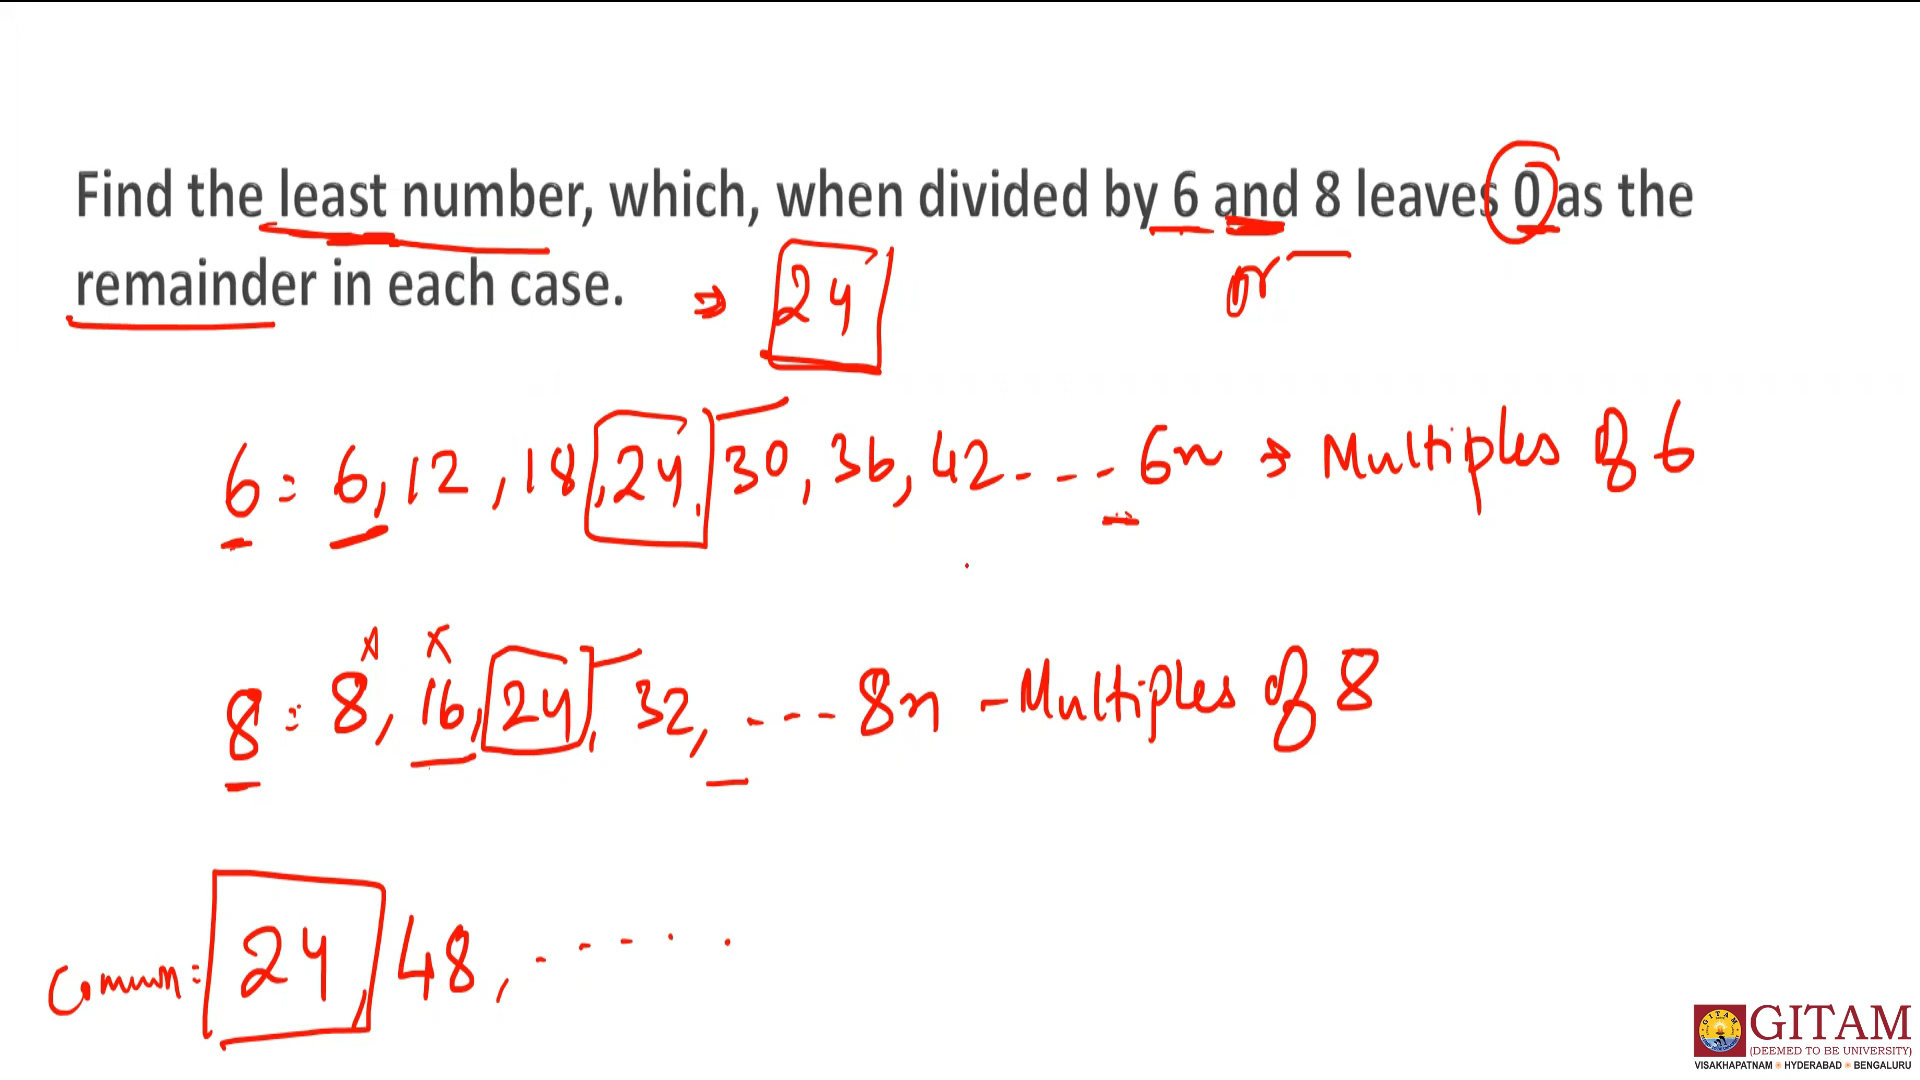 Find the least number, which, when divided by 6 and 8 leaves 0 as the
remainder in each case. ⇒ 24 or
6 = 6, 12, 18, 24, 30, 36, 42 - - - - 6n → Multiples of 6
x x
8 = 8, 16, 24, 32, - - - - 8n - Multiples of 8
Common = 24, 48, - - - - - -
GITAM
(DEEMED TO BE UNIVERSITY)
VISAKHAPATNAM * HYDERABAD * BENGALURU